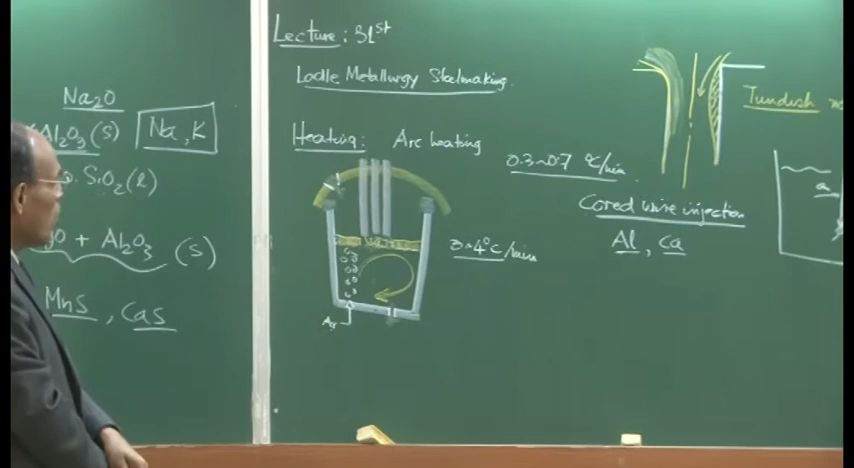 Na2O
Al2O3(s)
Na, K
SiO2(l)
+ Al2O3 (s)
MnS, CaS
Lecture: 31st
Ladle Metallurgy Steelmaking.
Heating: Arc heating
3~4°C/min
Ar
0.3~0.7 °C/min
Cored wire injection
Al, Ca
Tundish